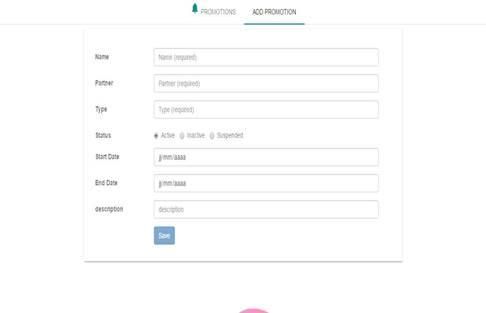 PROMOTIONS ADD PROMOTION
Name Name (required)
Partner Partner (required)
Type Type (required)
Status Active Inactive Suspended
Start Date jj/mm/aaaa
End Date jj/mm/aaaa
description description
Save